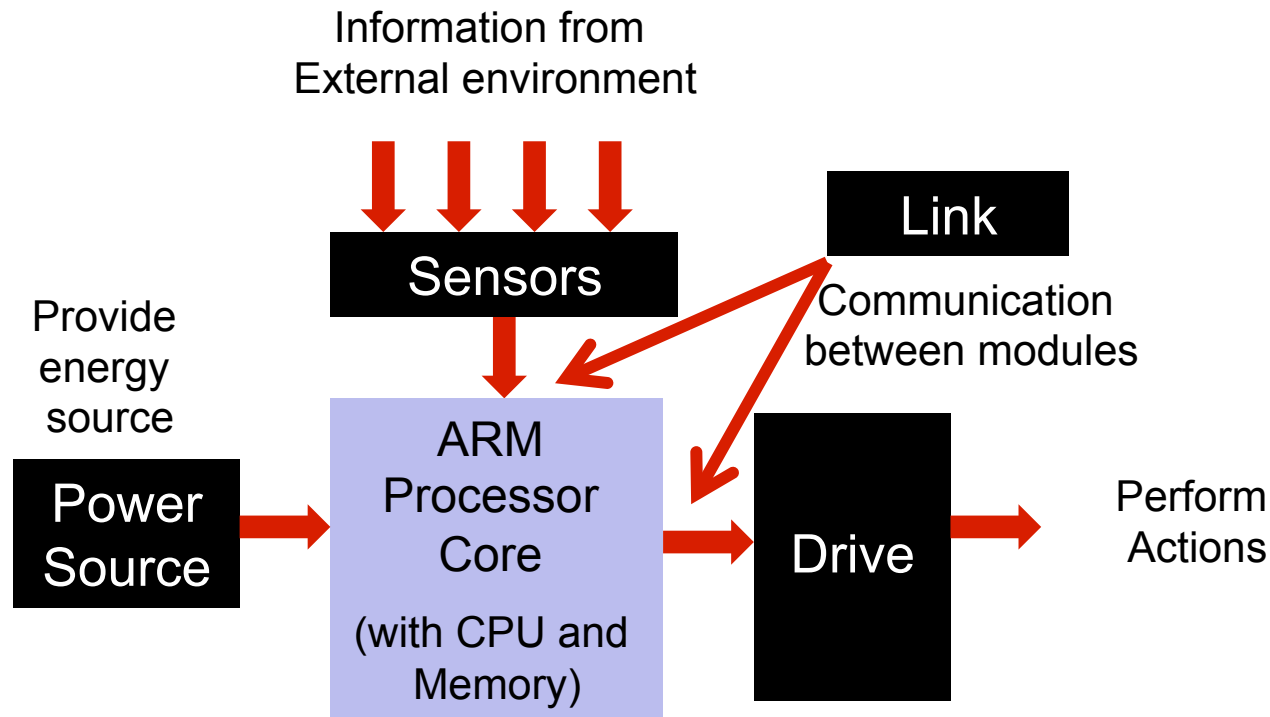 Information from
External environment
Link
Sensors
Communication
between modules
Provide
energy
source
ARM
Processor
Core
(with CPU and
Memory)
Power
Source
Drive
Perform
Actions